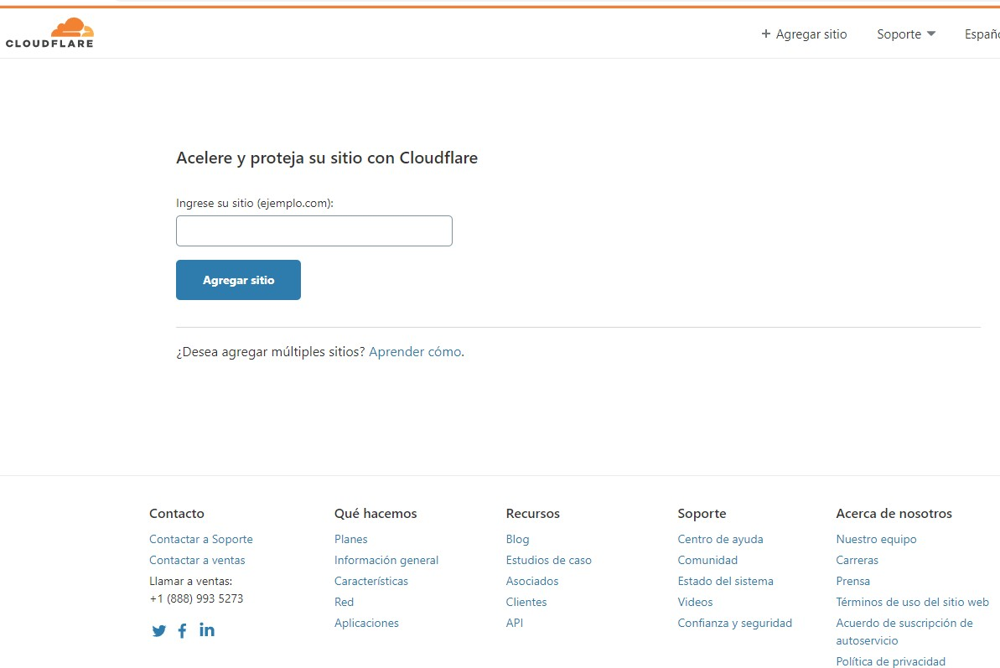 CLOUDFLARE
+ Agregar sitio
Soporte
Españo
Acelere y proteja su sitio con Cloudflare
Ingrese su sitio (ejemplo.com):
Agregar sitio
¿Desea agregar múltiples sitios? Aprender cómo.
Contacto
Contactar a Soporte
Contactar a ventas
Llamar a ventas:
+1 (888) 993 5273
Qué hacemos
Planes
Información general
Características
Red
Aplicaciones
Recursos
Blog
Estudios de caso
Asociados
Clientes
API
Soporte
Centro de ayuda
Comunidad
Estado del sistema
Videos
Confianza y seguridad
Acerca de nosotros
Nuestro equipo
Carreras
Prensa
Términos de uso del sitio web
Acuerdo de suscripción de
autoservicio
Política de privacidad